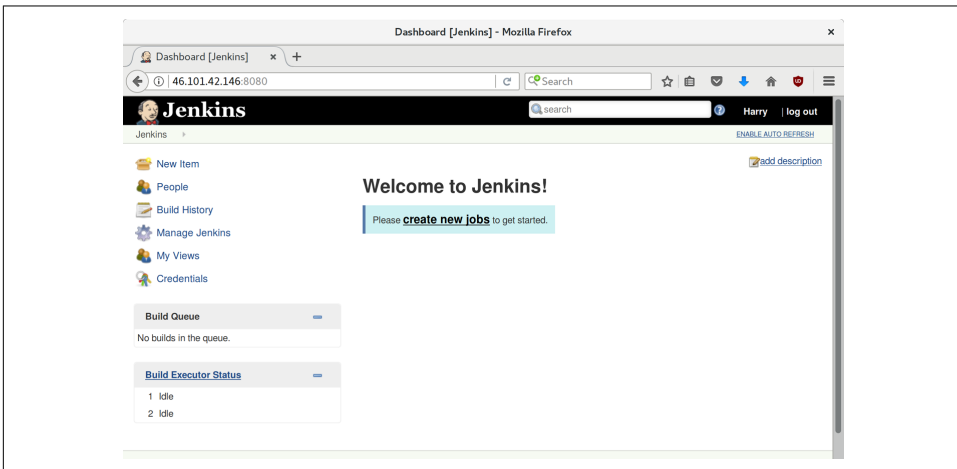 Dashboard [Jenkins] - Mozilla Firefox ×
Dashboard [Jenkins] × +
46.101.42.146:8080
Search
Jenkins
search
Harry | log out
Jenkins
ENABLE AUTO REFRESH
New Item
People
Build History
Manage Jenkins
My Views
Credentials
add description
Welcome to Jenkins!
Please create new jobs to get started.
Build Queue
No builds in the queue.
Build Executor Status
1 Idle
2 Idle